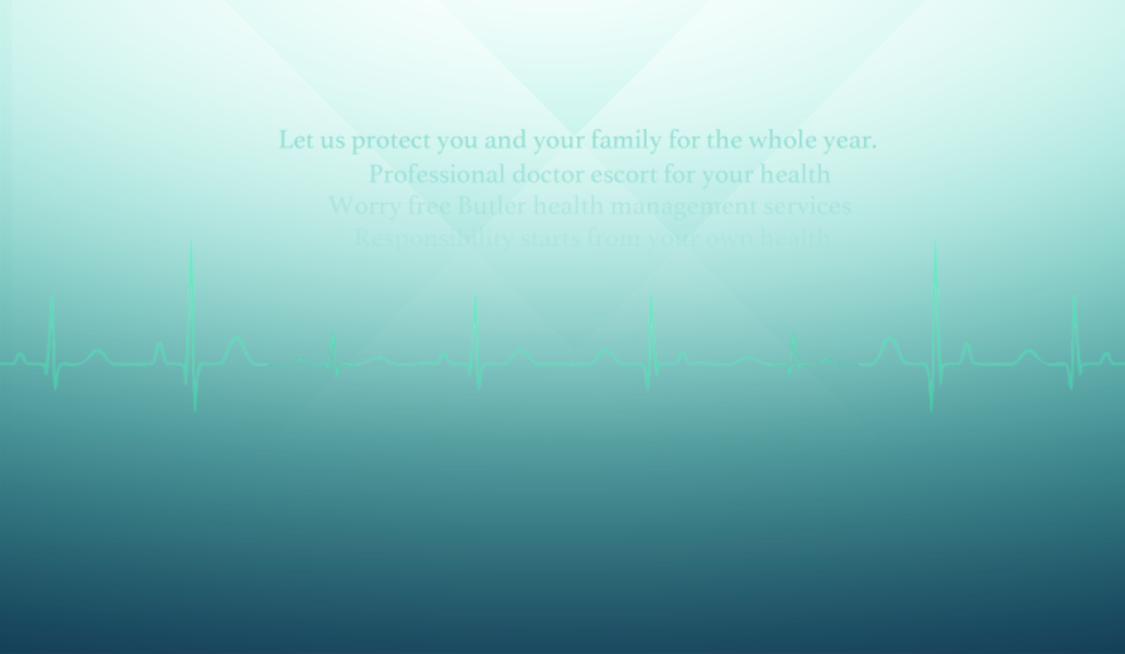 Let us protect you and your family for the whole year.
Professional doctor escort for your health
Worry free Butler health management services
Responsibility starts from your own health